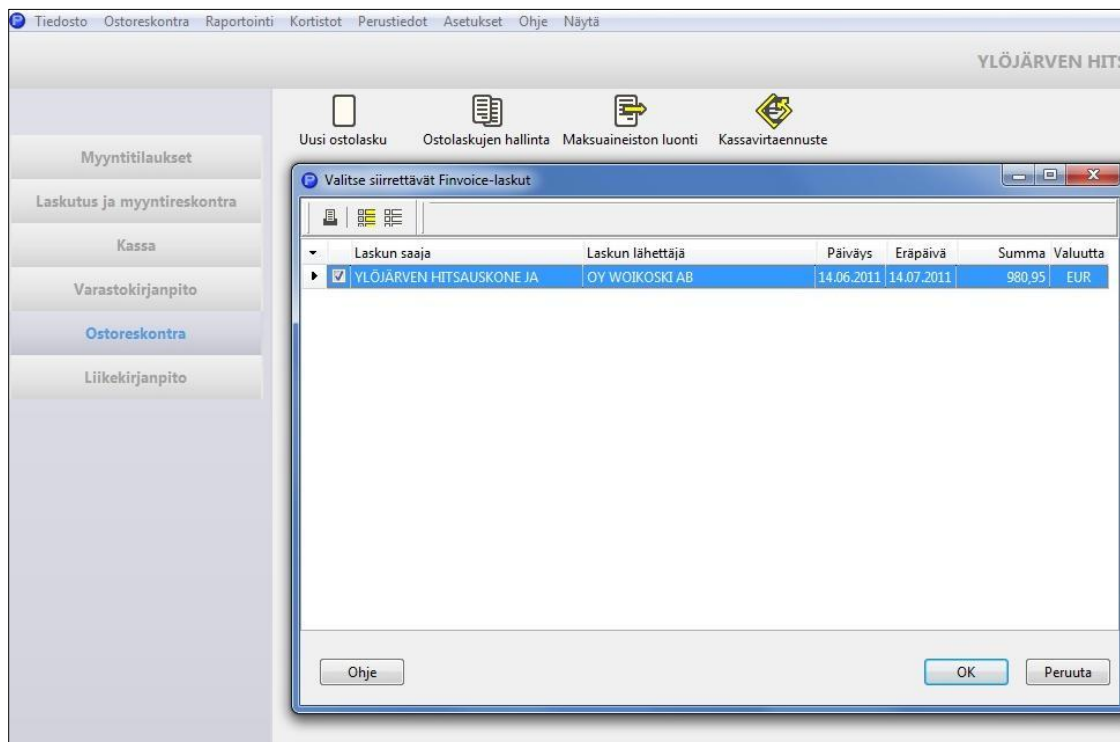 Tiedosto Ostoreskontra Raportointi Kortistot Perustiedot Asetukset Ohje Näytä
YLÖJÄRVEN HITS
Uusi ostolasku Ostolaskujen hallinta Maksuaineiston luonti Kassavirtaennuste
Myyntitilaukset
Laskutus ja myyntireskontra
Kassa
Varastokirjanpito
Ostoreskontra
Liikekirjanpito
Valitse siirrettävät Finvoice-laskut
Laskun saaja Laskun lähettäjä Päiväys Eräpäivä Summa Valuutta
YLÖJÄRVEN HITSAUSKONE JA OY WOIKOSKI AB 14.06.2011 14.07.2011 980,95 EUR
Ohje OK Peruuta